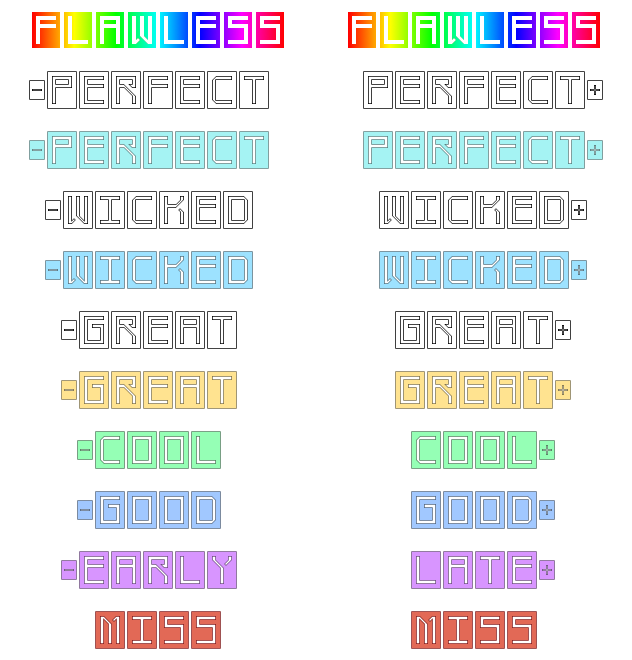 FLAWLESS FLAWLESS
-PERFECT PERFECT+
-PERFECT PERFECT+
-WICKED WICKED+
-WICKED WICKED+
-GREAT GREAT+
-GREAT GREAT+
-COOL COOL+
-GOOD GOOD+
-EARLY LATE+
MISS MISS